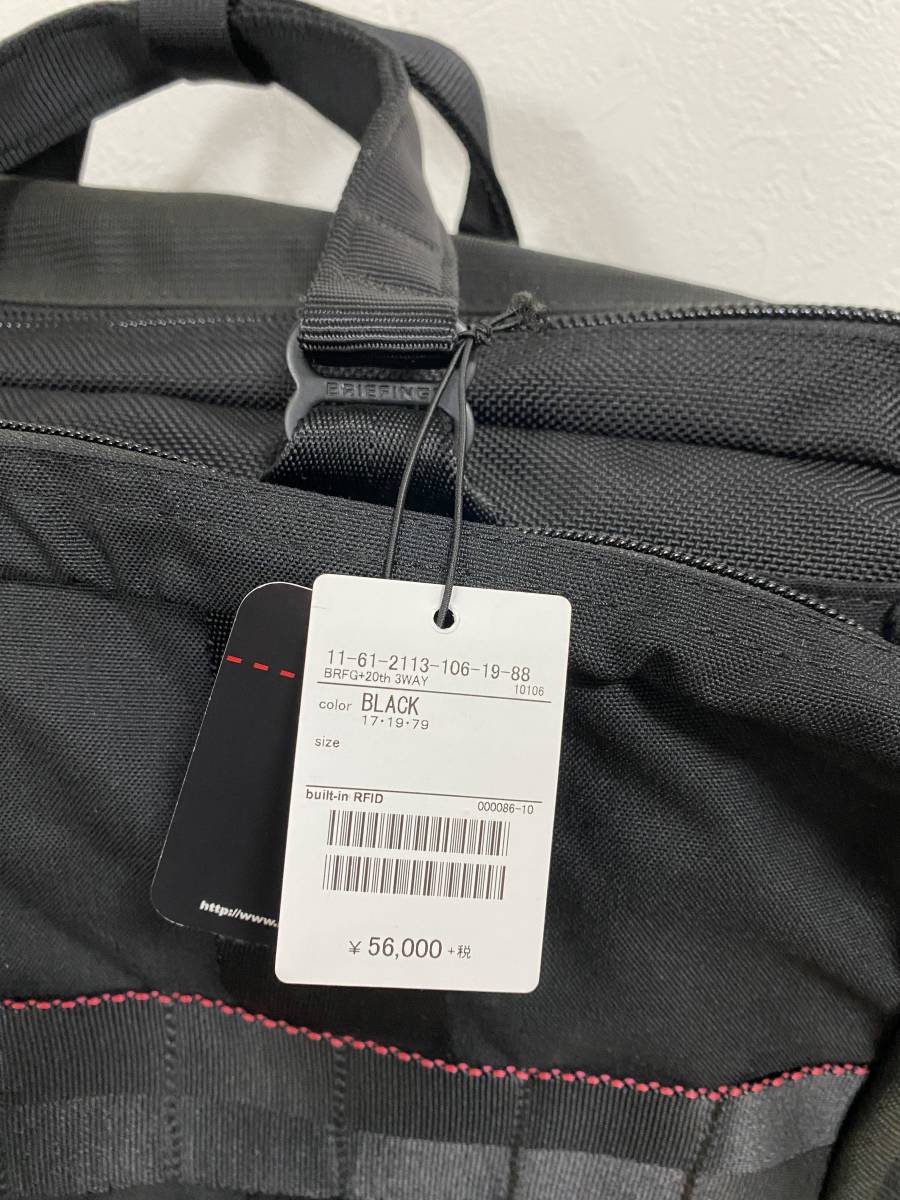 BRIEFING
11-61-2113-106-19-88
BRFG+20th 3WAY 10106
color BLACK
17・19・79
size
built-in RFID 000086-10
¥ 56,000 +税
http://www.